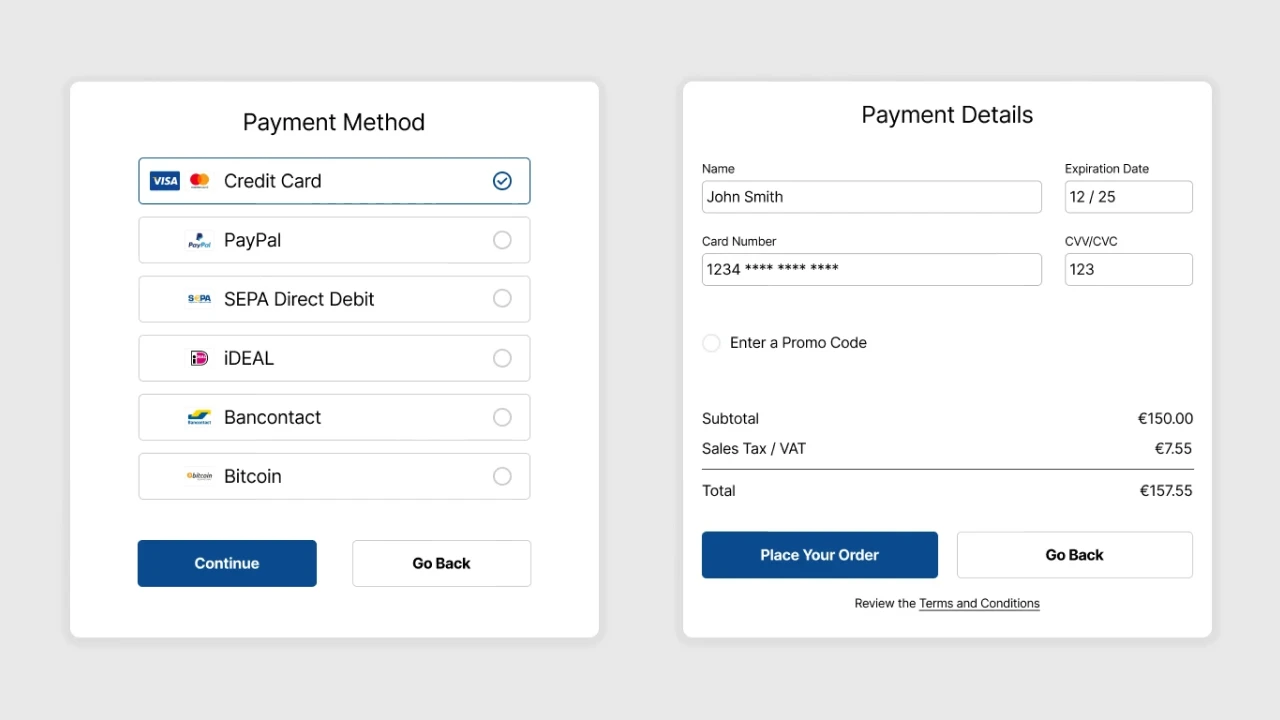 Payment Method
VISA Credit Card
PayPal PayPal
SEPA SEPA Direct Debit
iD iDEAL
Bancontact Bancontact
bitcoin Bitcoin
Continue Go Back
Payment Details
Name Expiration Date
John Smith 12 / 25
Card Number CVV/CVC
1234 **** **** **** 123
Enter a Promo Code
Subtotal €150.00
Sales Tax / VAT €7.55
Total €157.55
Place Your Order Go Back
Review the Terms and Conditions